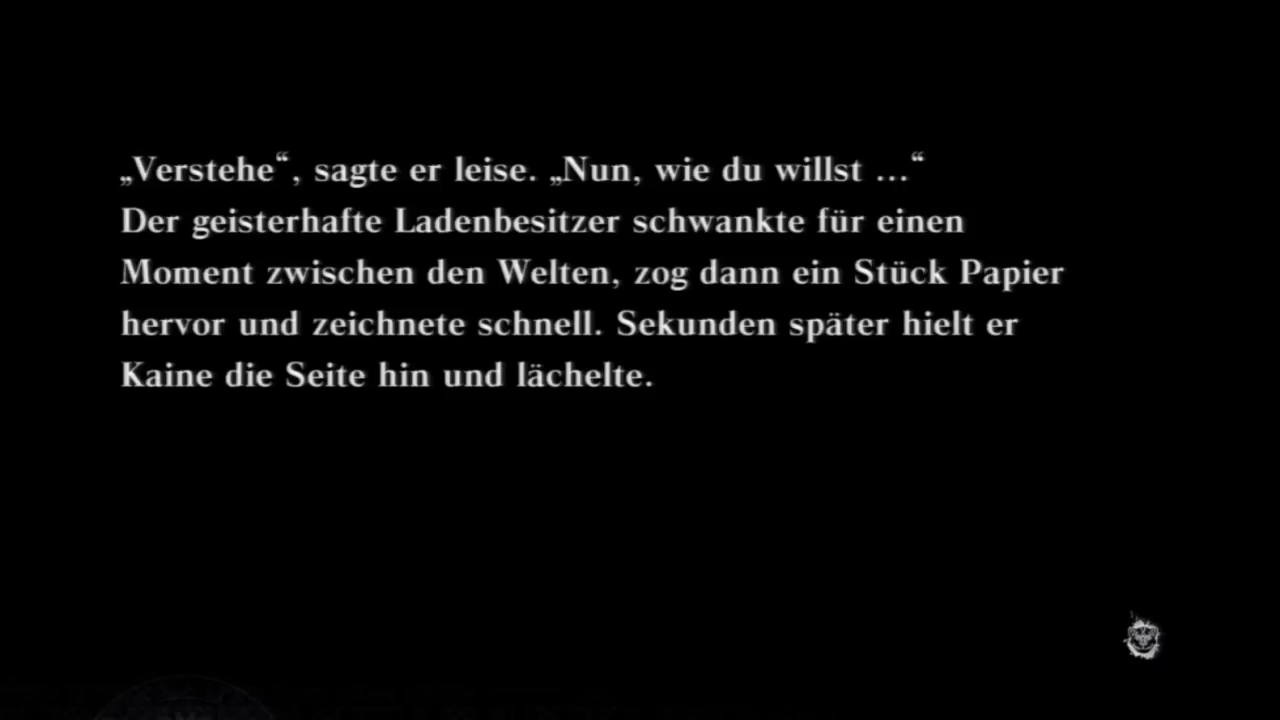 „Verstehe“, sagte er leise. „Nun, wie du willst ...“
Der geisterhafte Ladenbesitzer schwankte für einen
Moment zwischen den Welten, zog dann ein Stück Papier
hervor und zeichnete schnell. Sekunden später hielt er
Kaine die Seite hin und lächelte.